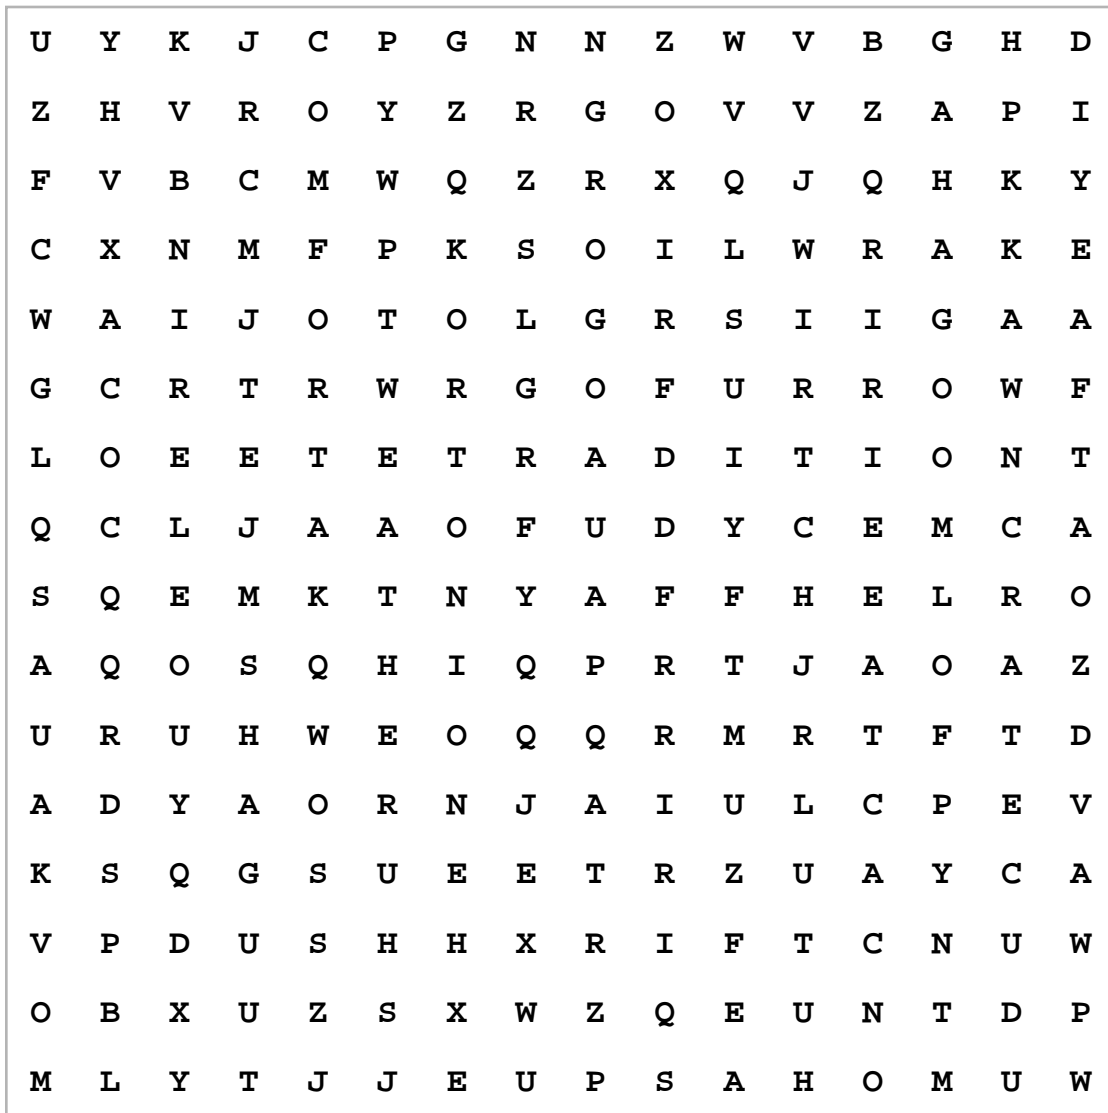 U Y K J C P G N N Z W V B G H D
Z H V R O Y Z R G O V V Z A P I
F V B C M W Q Z R X Q J Q H K Y
C X N M F P K S O I L W R A K E
W A I J O T O L G R S I I G A A
G C R T R W R G O F U R R O W F
L O E E T E T R A D I T I O N T
Q C L J A A O F U D Y C E M C A
S Q E M K T N Y A F F H E L R O
A Q O S Q H I Q P R T J A O A Z
U R U H W E O Q Q R M R T F T D
A D Y A O R N J A I U L C P E V
K S Q G S U E E T R Z U A Y C A
V P D U S H H X R I F T C N U W
O B X U Z S X W Z Q E U N T D P
M L Y T J J E U P S A H O M U W